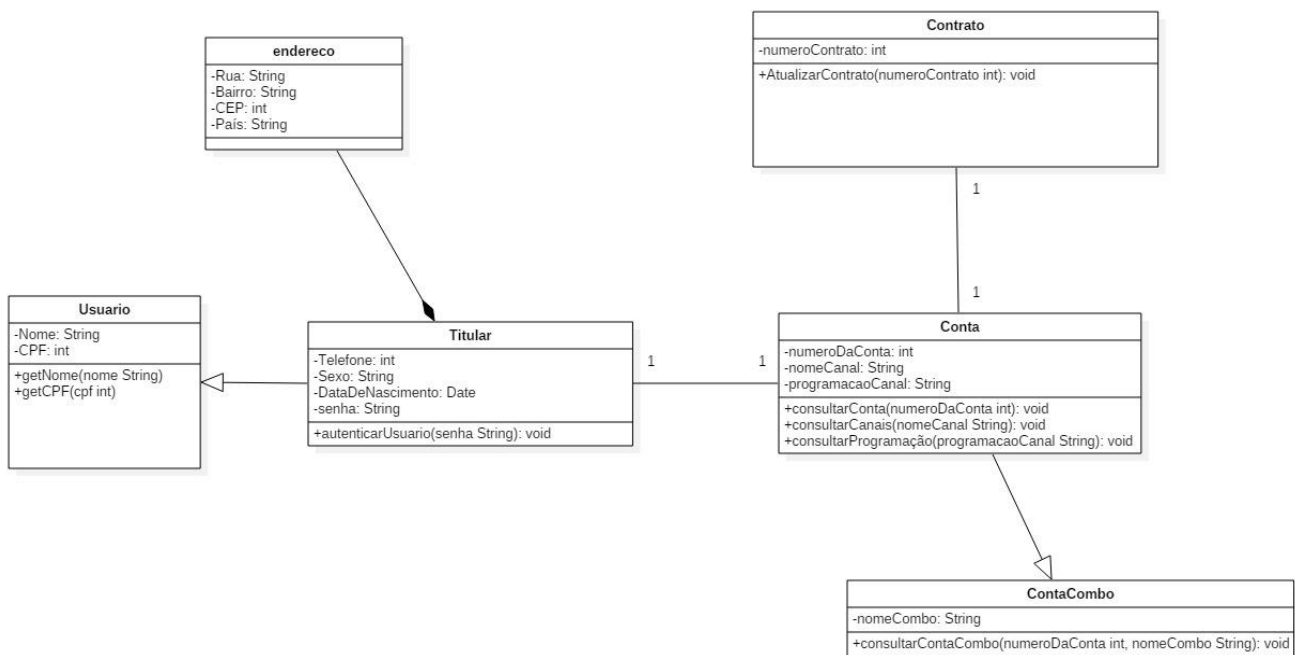 endereco
-Rua: String
-Bairro: String
-CEP: int
-País: String
Contrato
-numeroContrato: int
+AtualizarContrato(numeroContrato int): void
1
1
Usuario
-Nome: String
-CPF: int
+getNome(nome String)
+getCPF(cpf int)
Titular
-Telefone: int
-Sexo: String
-DataDeNascimento: Date
-senha: String
+autenticarUsuario(senha String): void
1
1
Conta
-numeroDaConta: int
-nomeCanal: String
-programacaoCanal: String
+consultarConta(numeroDaConta int): void
+consultarCanais(nomeCanal String): void
+consultarProgramação(programacaoCanal String): void
ContaCombo
-nomeCombo: String
+consultarContaCombo(numeroDaConta int, nomeCombo String): void